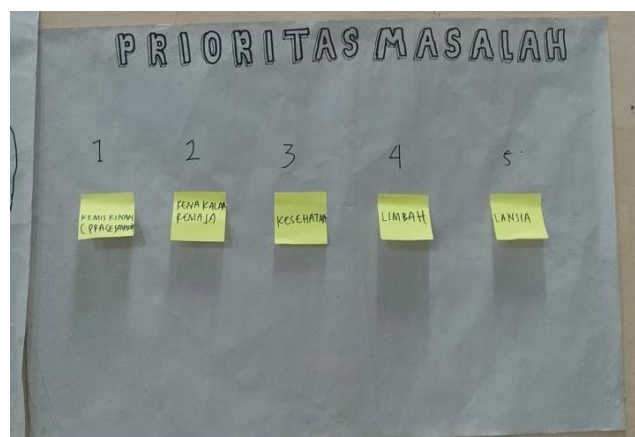 PRIORITAS MASALAH
1 2 3 4 5
KEMISKINAN
KENAKALAN
REMAJA
KESEHATAN
LIMBAH
LANSIA